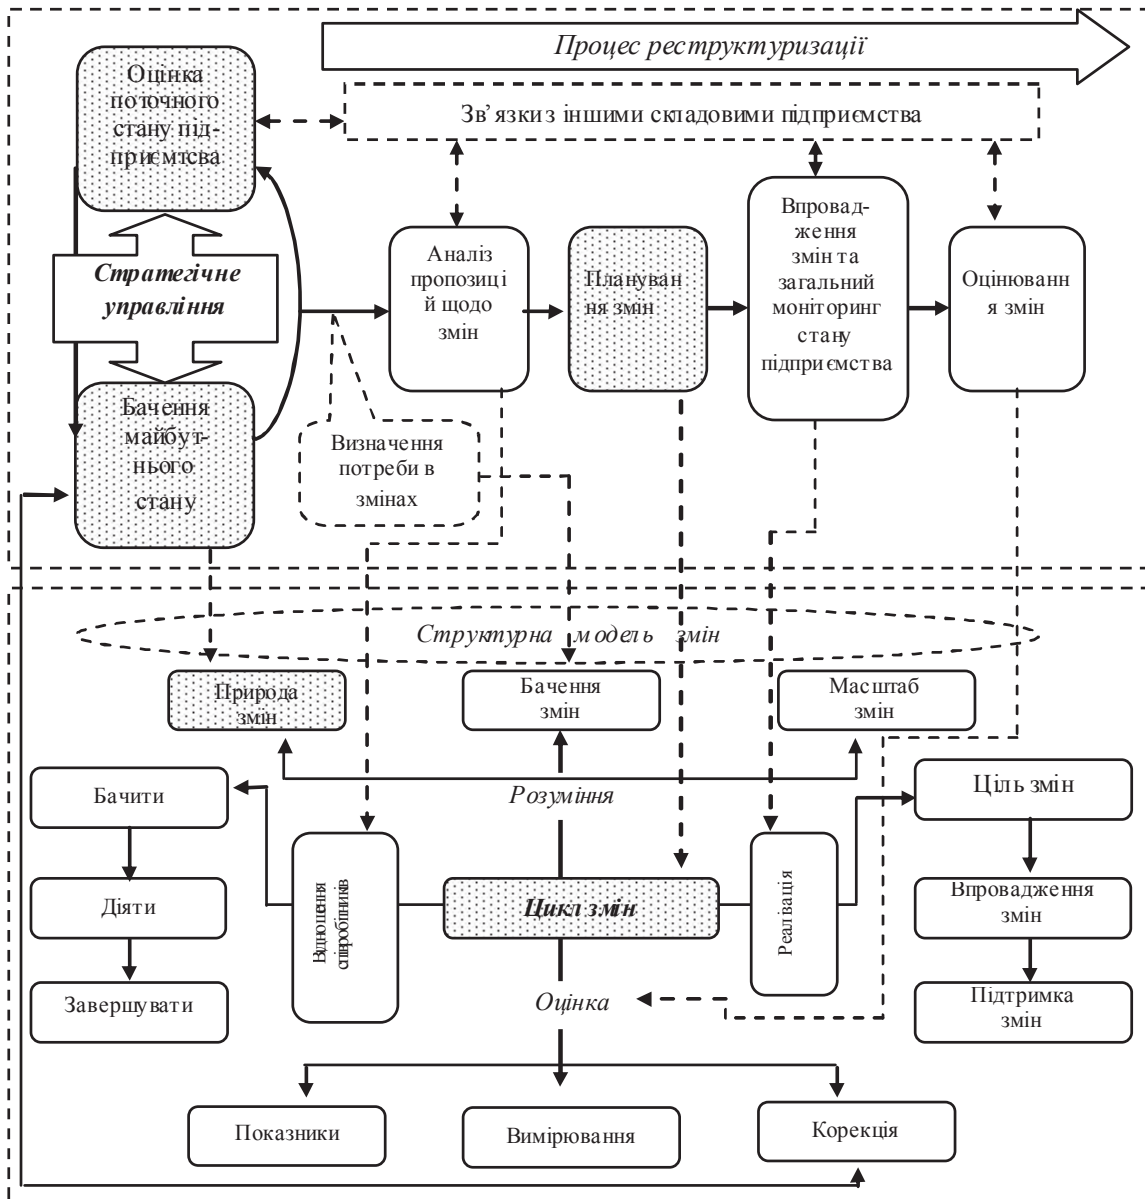 Процес реструктуризації
Оцінка
поточного
стану під-
приємтсва
Зв’язки з іншими складовими підприємства
Стратегічне
управління
Аналіз
пропозиці
й щодо
змін
Плануван
ня змін
Впровад-
ження
змін та
загальний
моніторинг
стану
підприємства
Оцінюванн
я змін
Бачення
майбут-
нього
стану
Визначення
потреби в
змінах
Структурна модель змін
Природа
змін
Бачення
змін
Масштаб
змін
Розуміння
Бачити
Діяти
Завершувати
Відношення
співробітників
Цикл змін
Реалівація
Ціль змін
Впровадження
змін
Підтримка
змін
Оцінка
Показники
Вимірювання
Корекція